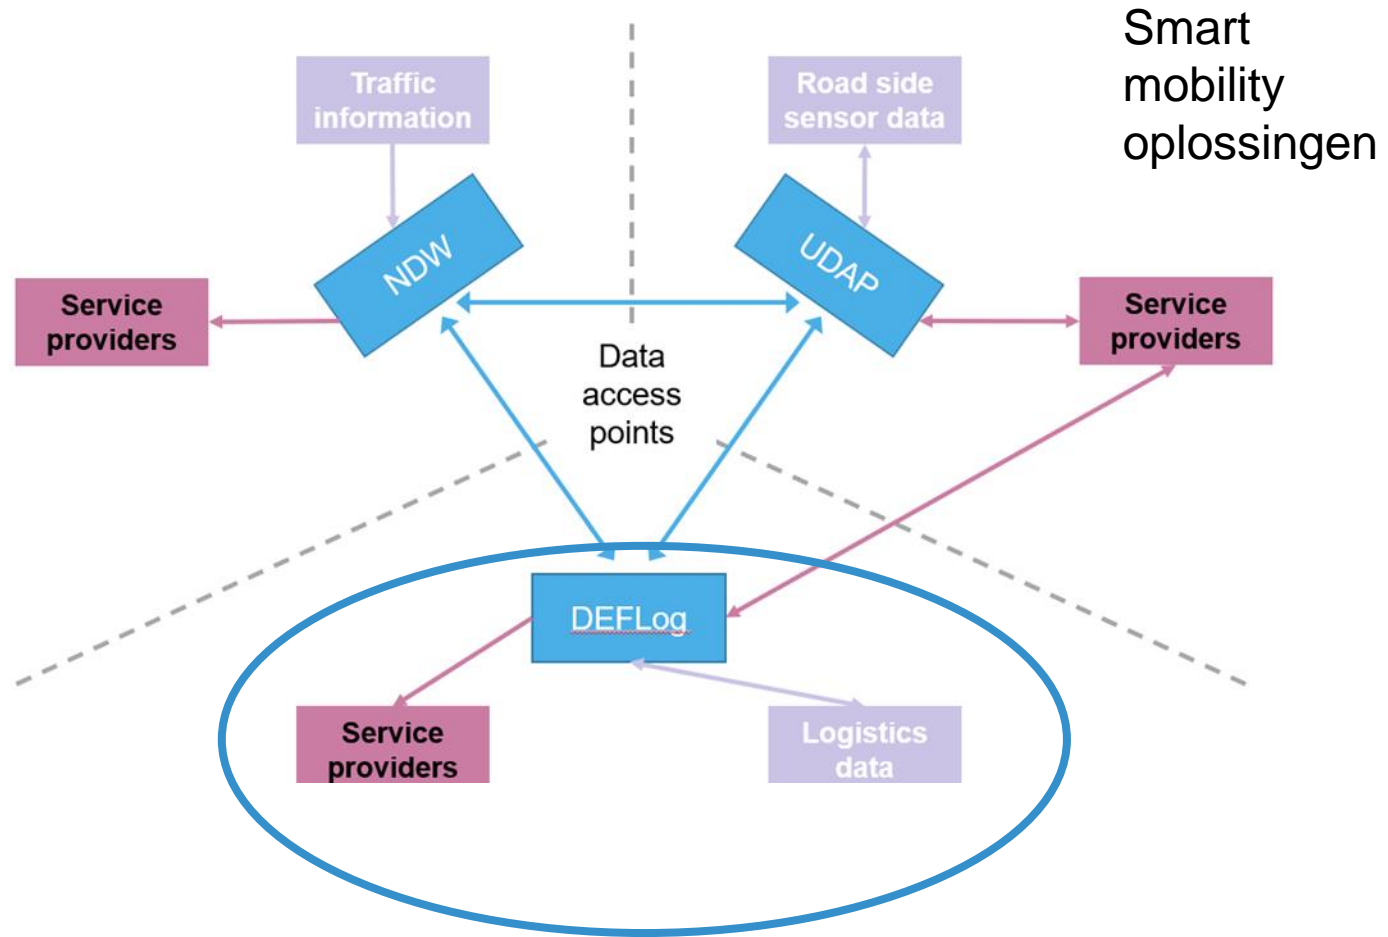 Smart
mobility
oplossingen
Traffic
information
Road side
sensor data
NDW
UDAP
Service
providers
Service
providers
Data
access
points
DEFLog
Service
providers
Logistics
data